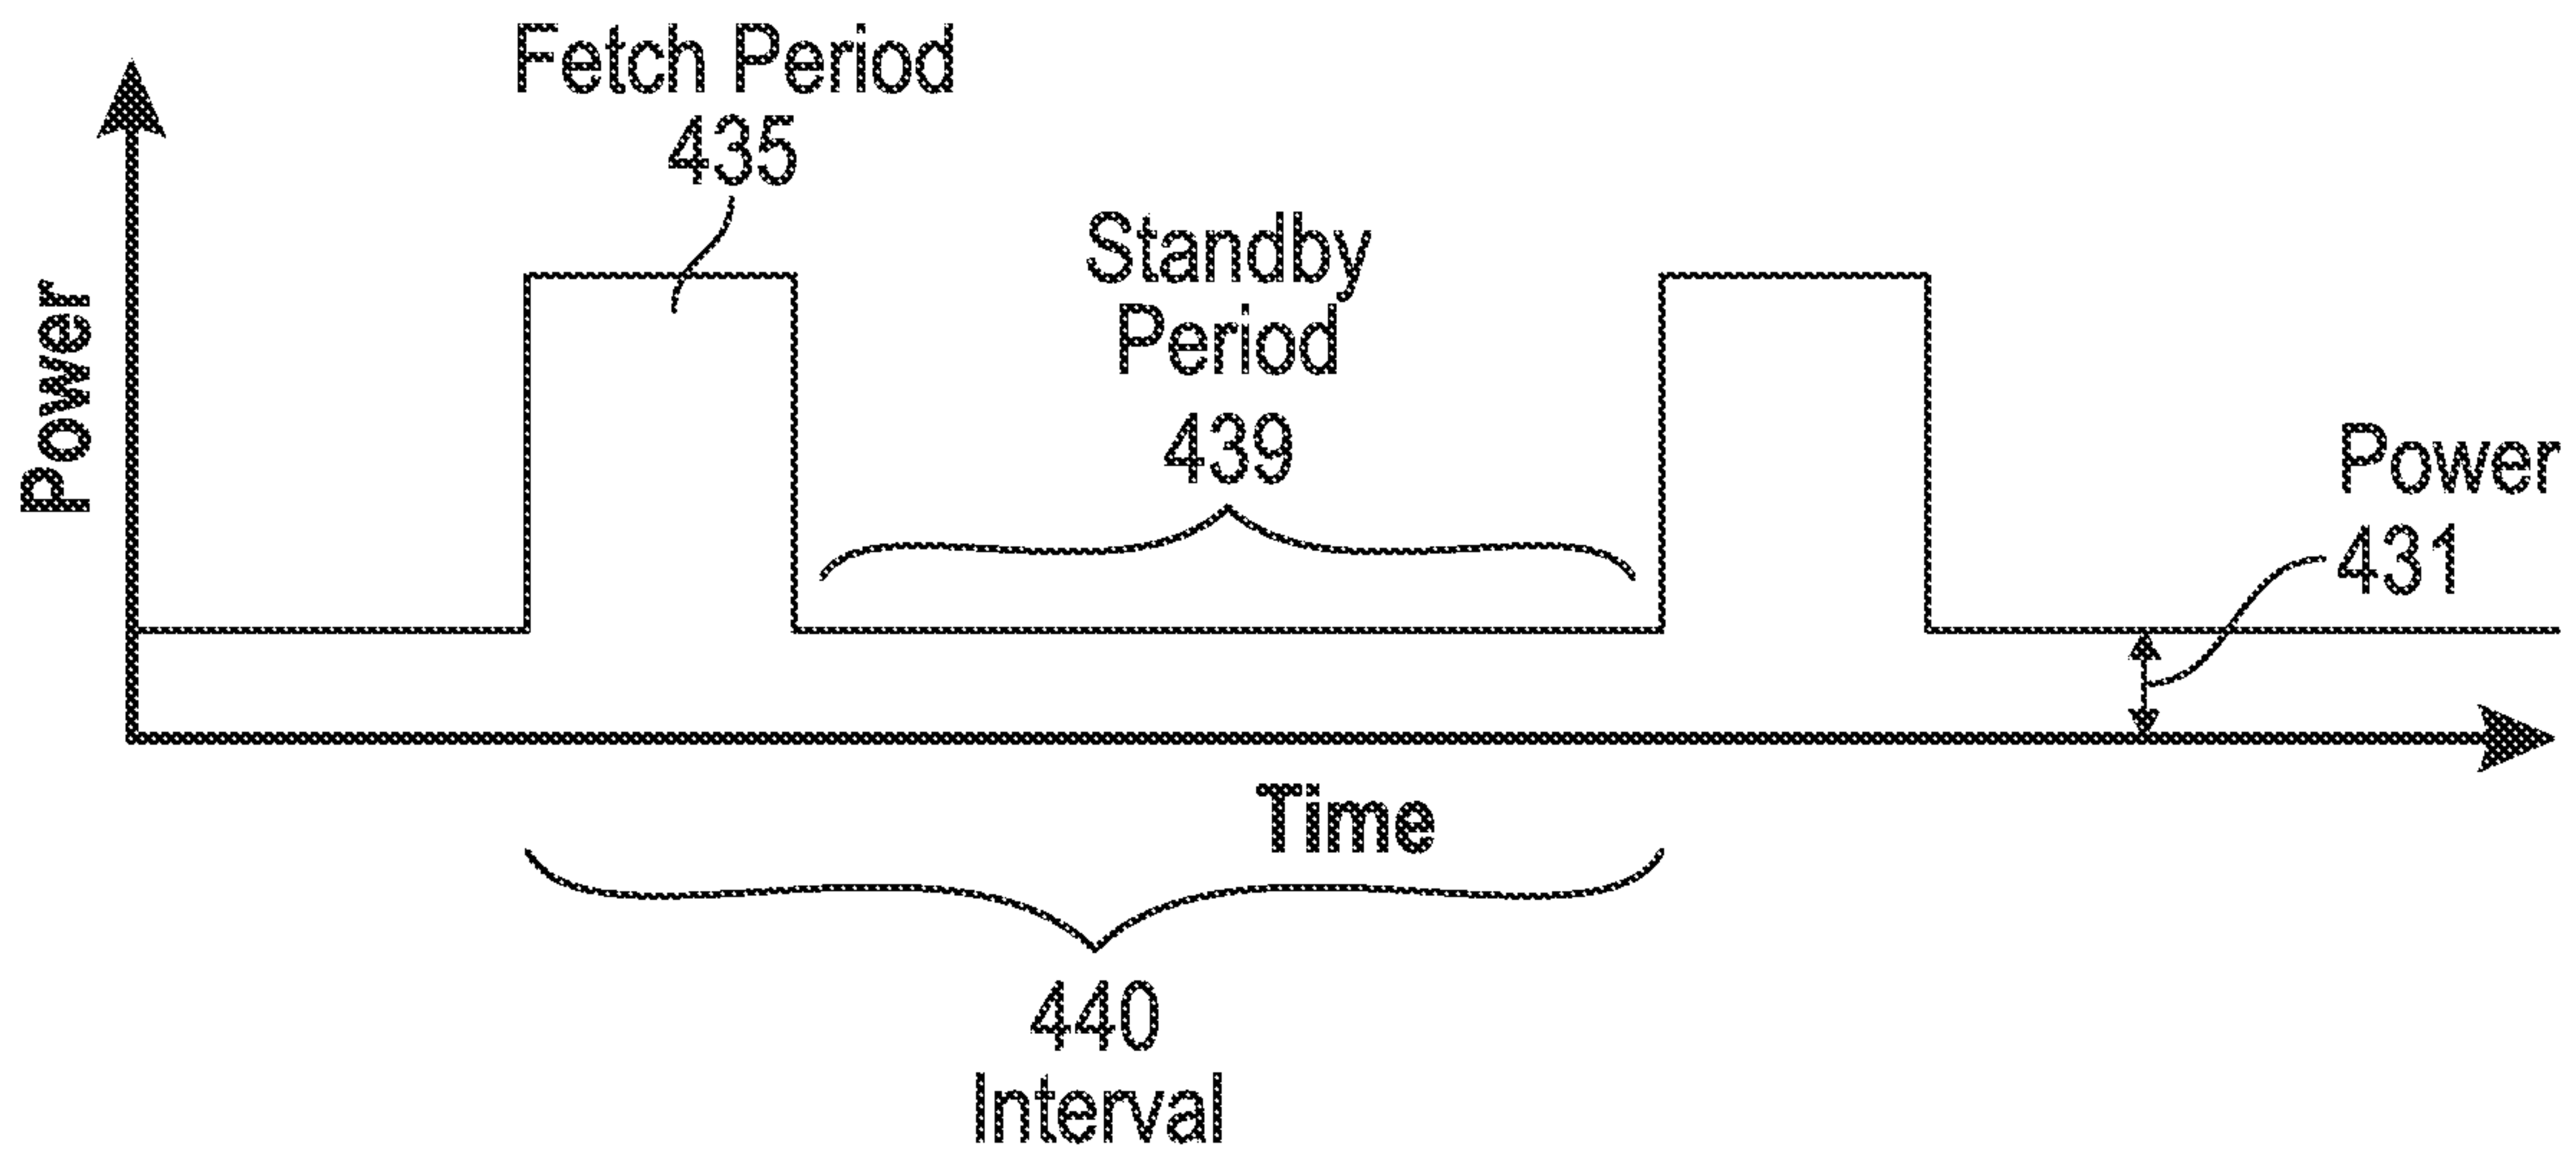 Fetch Period
435
Standby
Period
439
Power
Power
431
Time
440
Interval